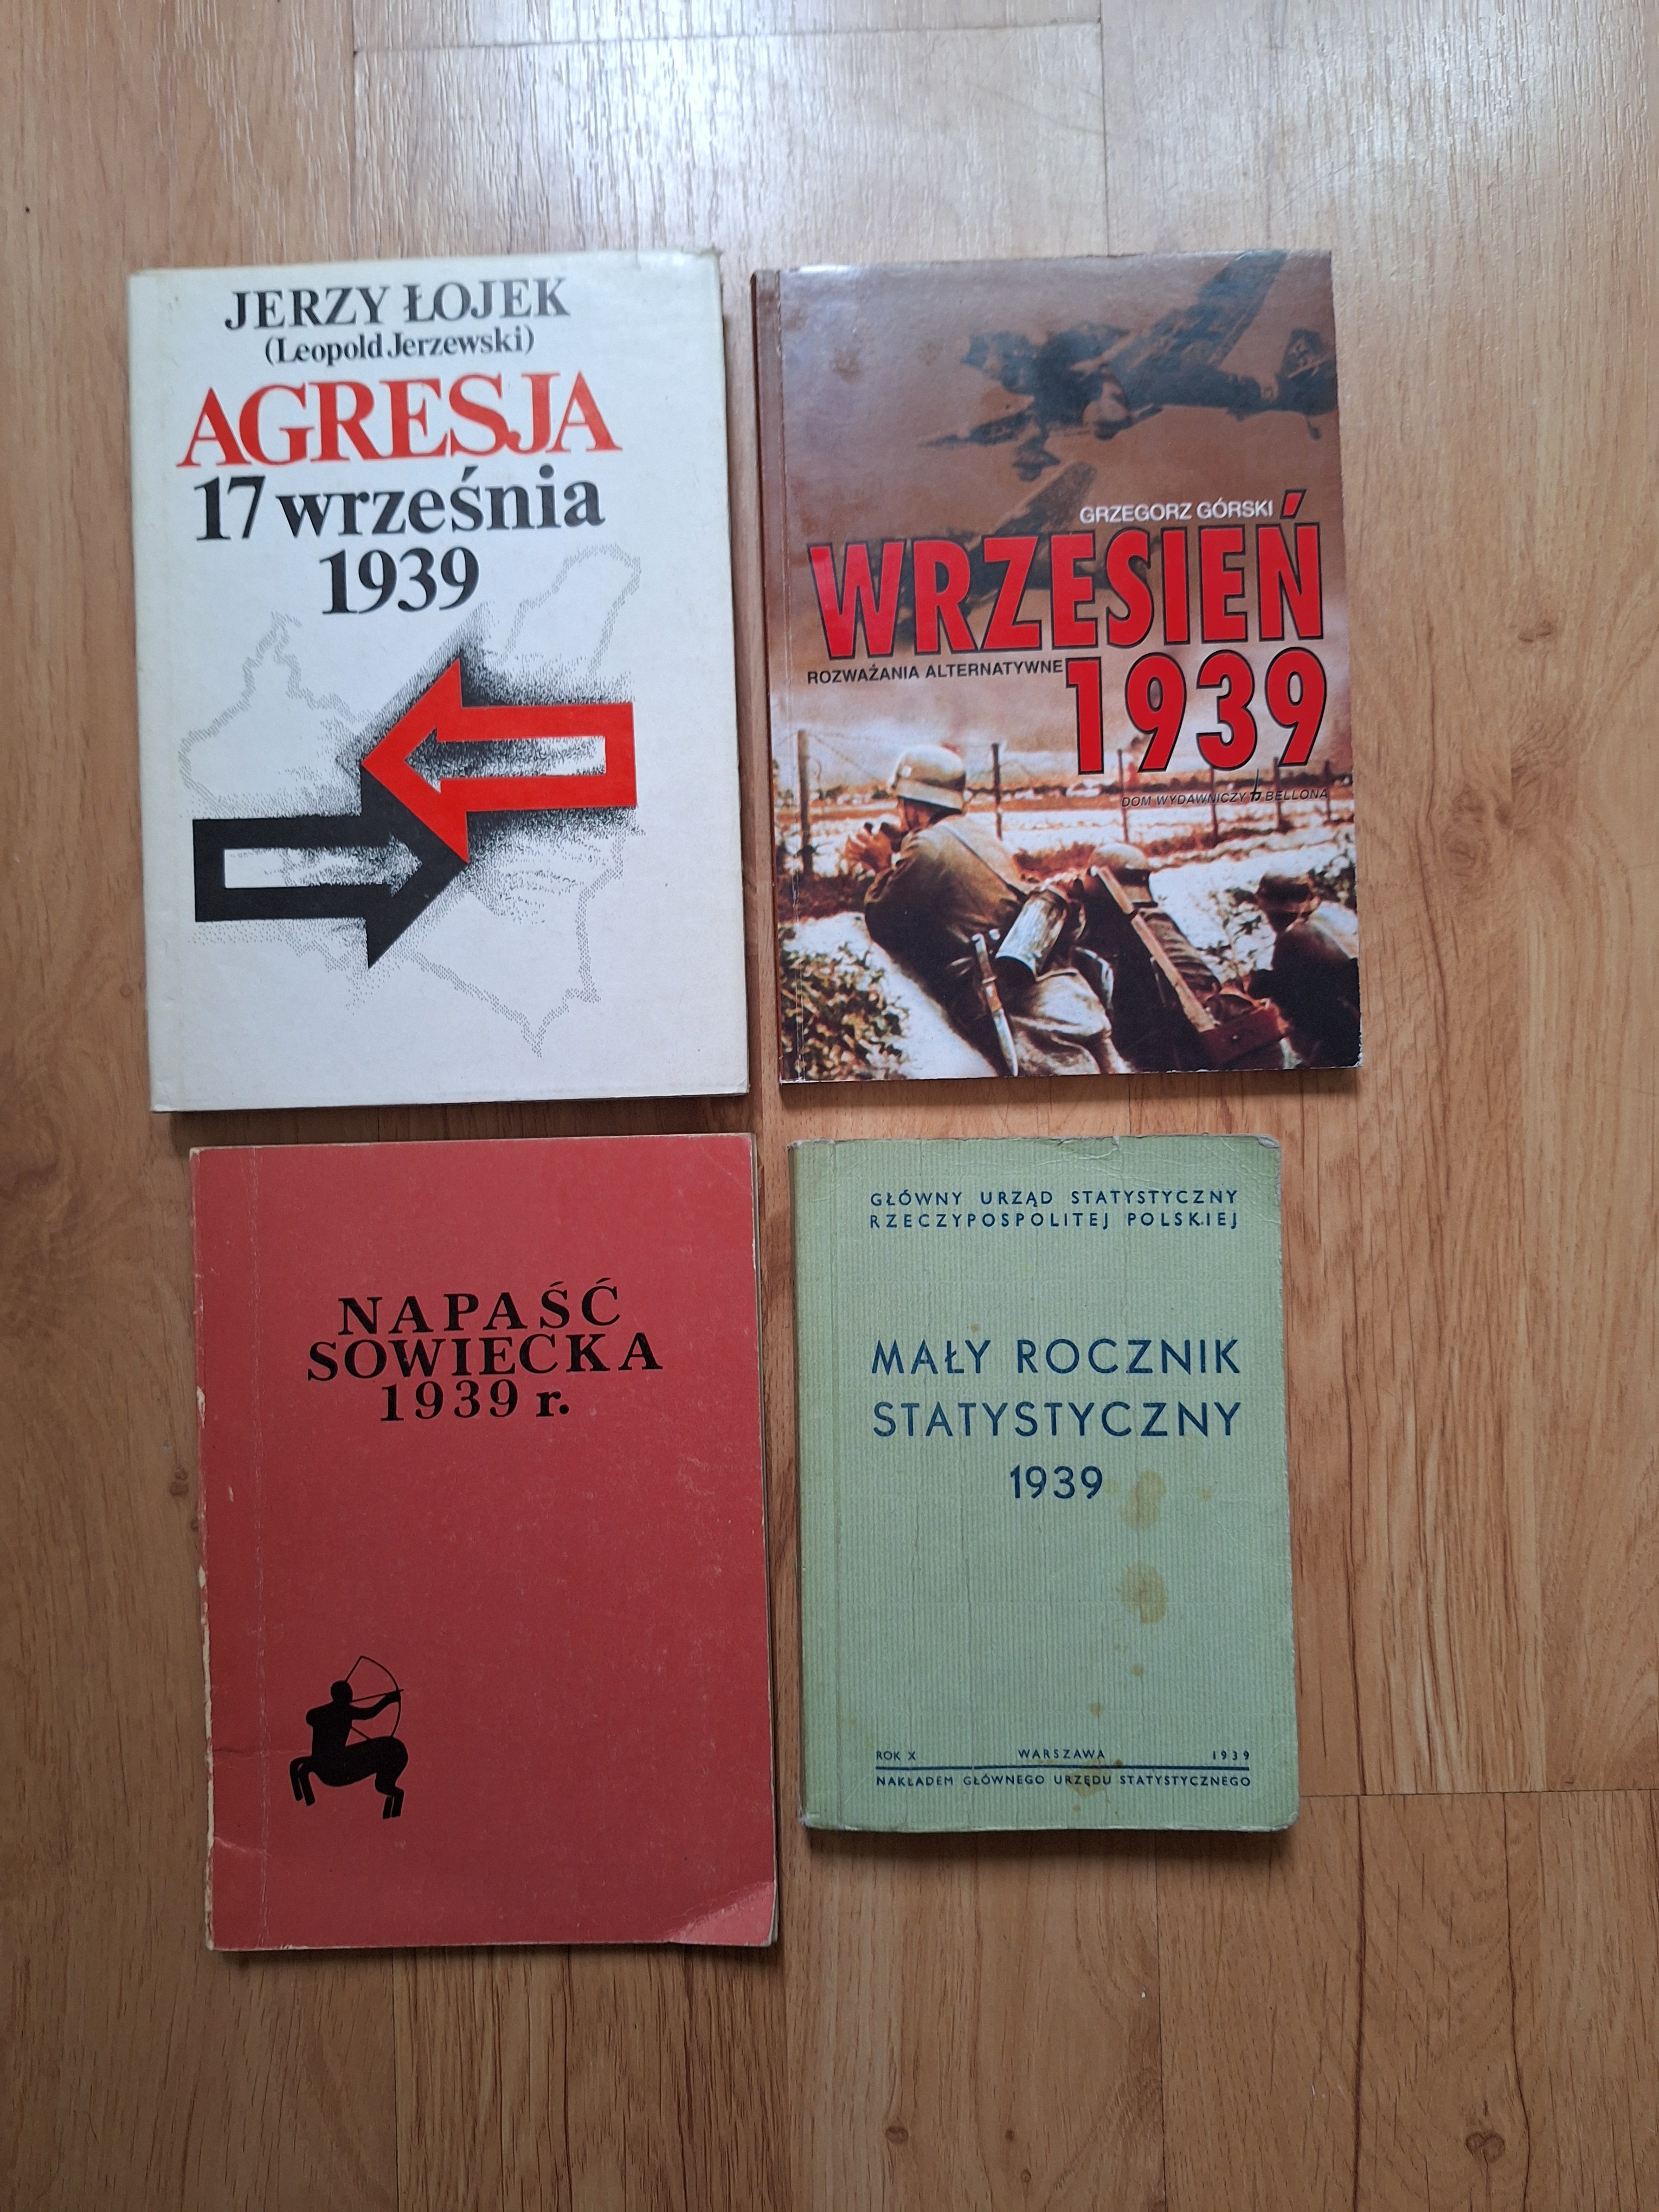 JERZY ŁOJEK
(Leopold Jerzewski)
AGRESJA
17 września
1939
GRZEGORZ GÓRSKI
WRZESIEŃ
ROZWAŻANIA ALTERNATYWNE
1939
DOM WYDAWNICZY BELLONA
NAPAŚĆ
SOWIECKA
1939 r.
GŁÓWNY URZĄD STATYSTYCZNY
RZECZYPOSPOLITEJ POLSKIEJ
MAŁY ROCZNIK
STATYSTYCZNY
1939
ROK X WARSZAWA 1939
NAKŁADEM GŁÓWNEGO URZĘDU STATYSTYCZNEGO